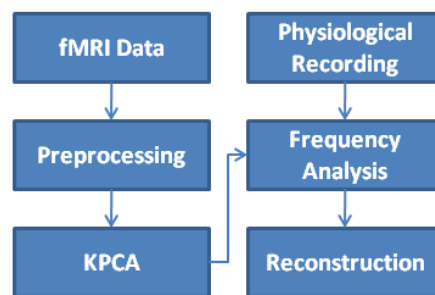 fMRI Data
Preprocessing
KPCA
Physiological
Recording
Frequency
Analysis
Reconstruction